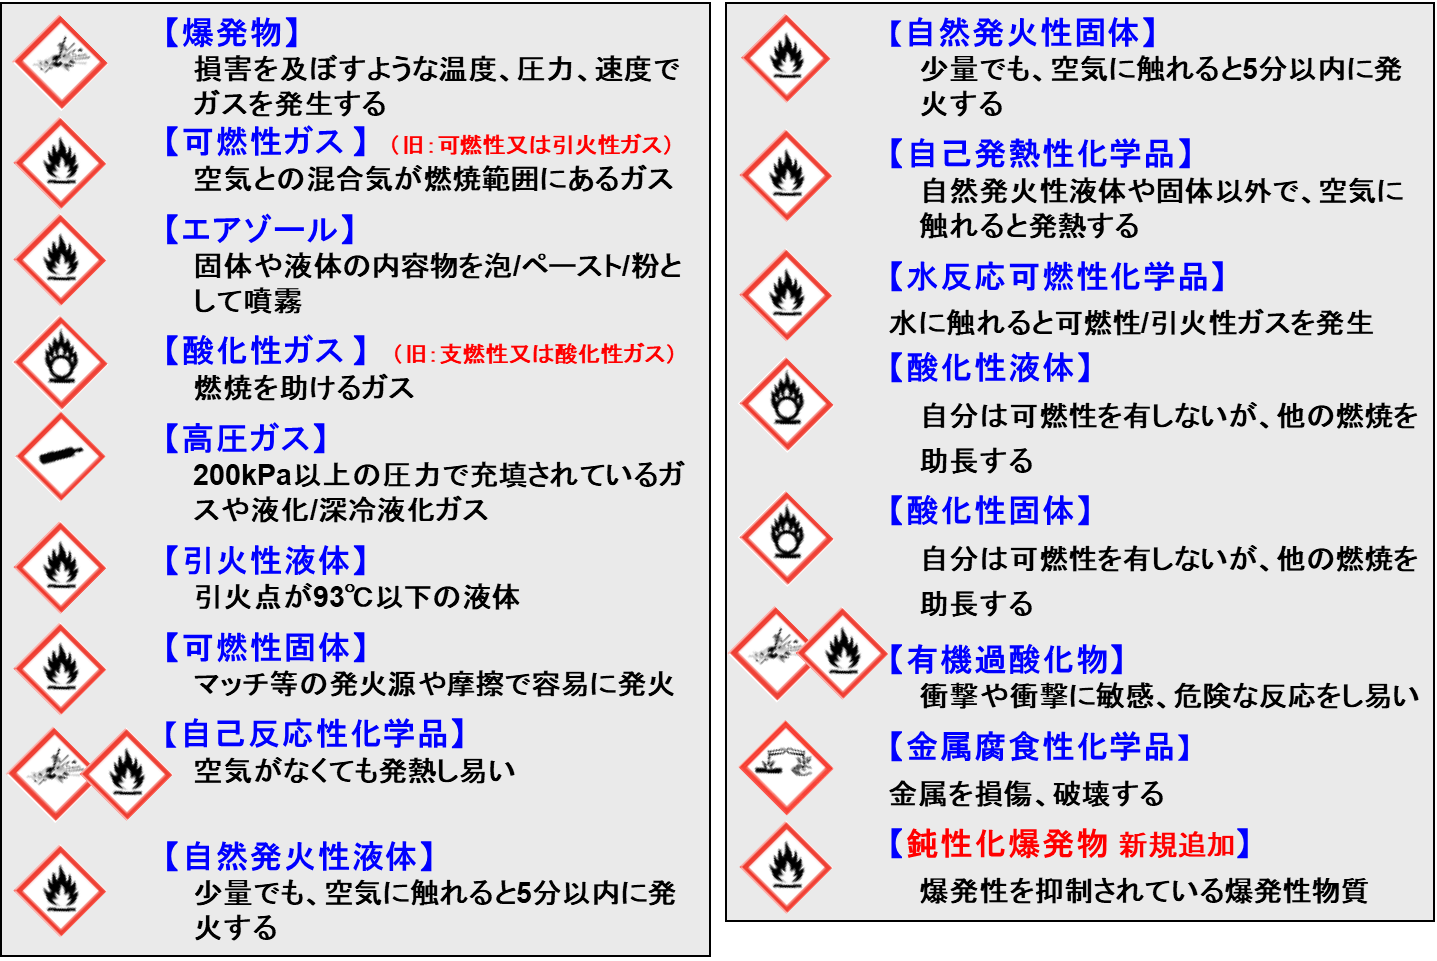 【爆発物】
損害を及ぼすような温度、圧力、速度で
ガスを発生する
【可燃性ガス】（旧：可燃性又は引火性ガス）
空気との混合気が燃焼範囲にあるガス
【エアゾール】
固体や液体の内容物を泡/ペースト/粉と
して噴霧
【酸化性ガス】（旧：支燃性又は酸化性ガス）
燃焼を助けるガス
【高圧ガス】
200kPa以上の圧力で充填されているガ
スや液化/深冷液化ガス
【引火性液体】
引火点が93℃以下の液体
【可燃性固体】
マッチ等の発火源や摩擦で容易に発火
【自己反応性化学品】
空気がなくても発熱し易い
【自然発火性液体】
少量でも、空気に触れると5分以内に発
火する
【自然発火性固体】
少量でも、空気に触れると5分以内に発
火する
【自己発熱性化学品】
自然発火性液体や固体以外で、空気に
触れると発熱する
【水反応可燃性化学品】
水に触れると可燃性/引火性ガスを発生
【酸化性液体】
自分は可燃性を有しないが、他の燃焼を
助長する
【酸化性固体】
自分は可燃性を有しないが、他の燃焼を
助長する
【有機過酸化物】
衝撃や衝撃に敏感、危険な反応をし易い
【金属腐食性化学品】
金属を損傷、破壊する
【鈍性化爆発物 新規追加】
爆発性を抑制されている爆発性物質